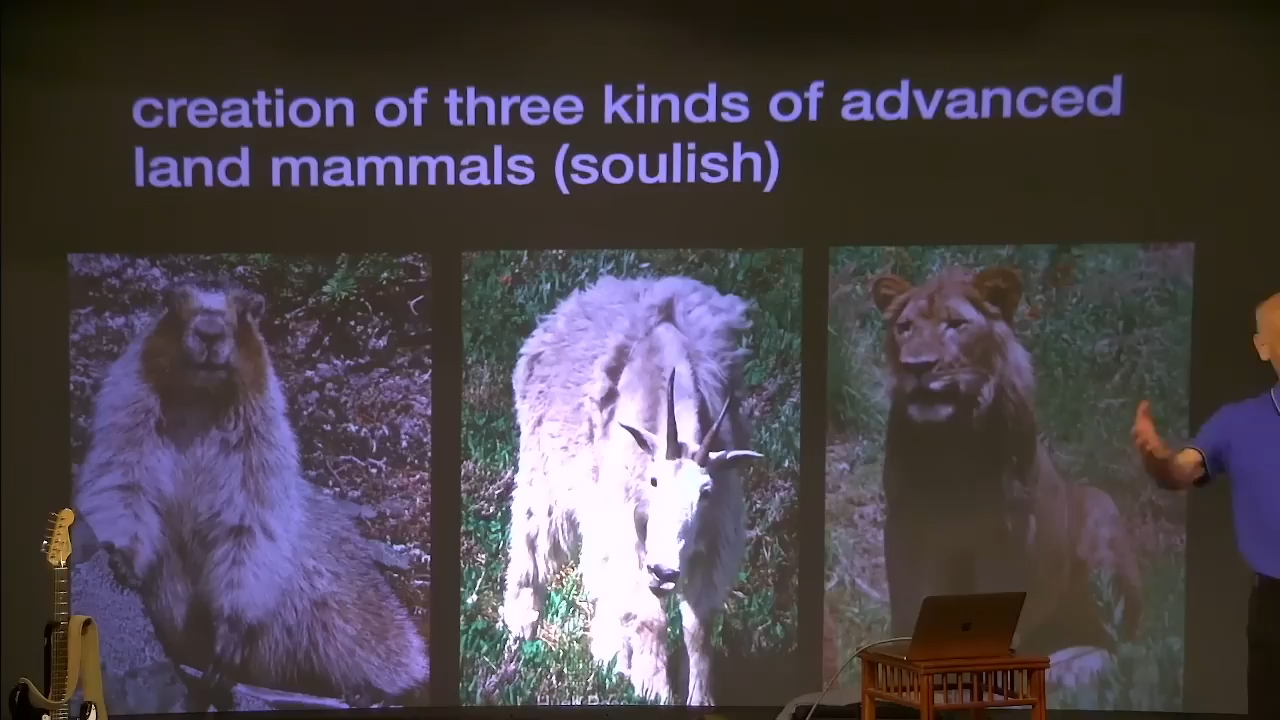 creation of three kinds of advanced
land mammals (soulish)